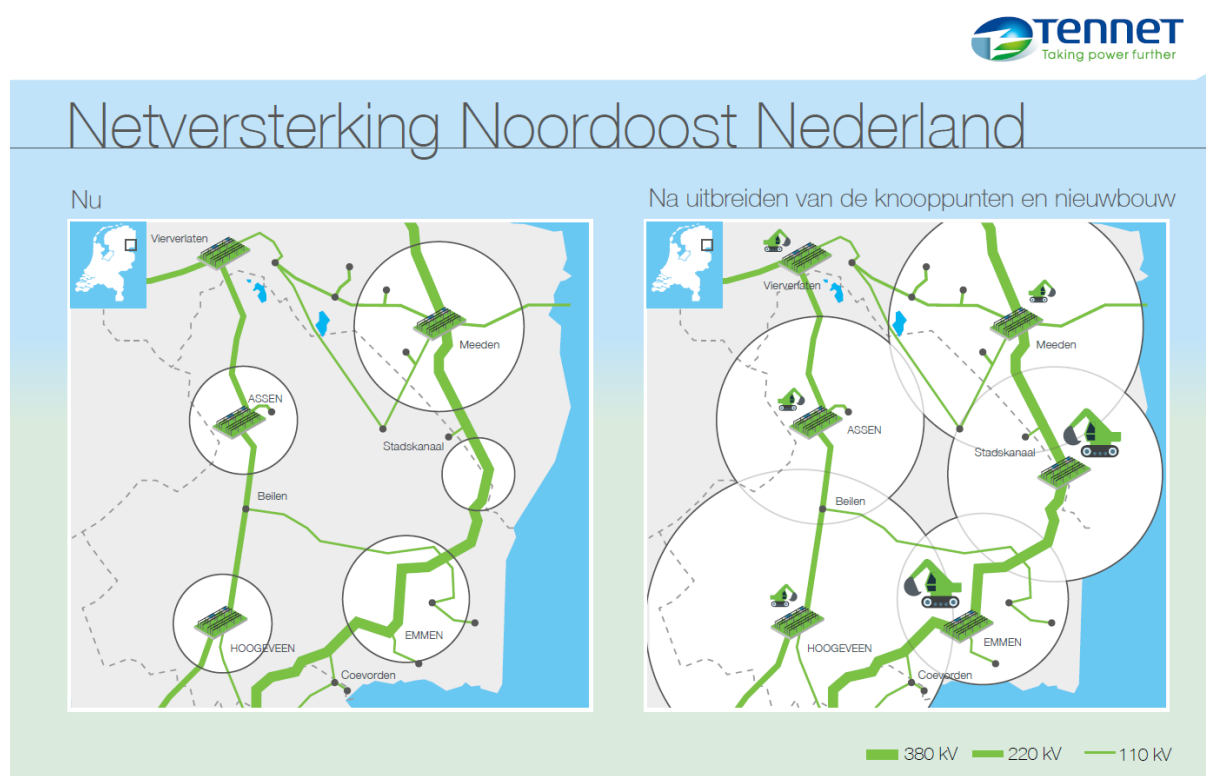 TenneT
Taking power further
Netversterking Noordoost Nederland
Nu
Vierverlaten
Meeden
ASSEN
Stadskanaal
Beilen
EMMEN
HOOGEVEEN
Coevorden
Na uitbreiden van de knooppunten en nieuwbouw
Vierverlaten
Meeden
ASSEN
Stadskanaal
Beilen
EMMEN
HOOGEVEEN
Coevorden
380 kV 220 kV 110 kV